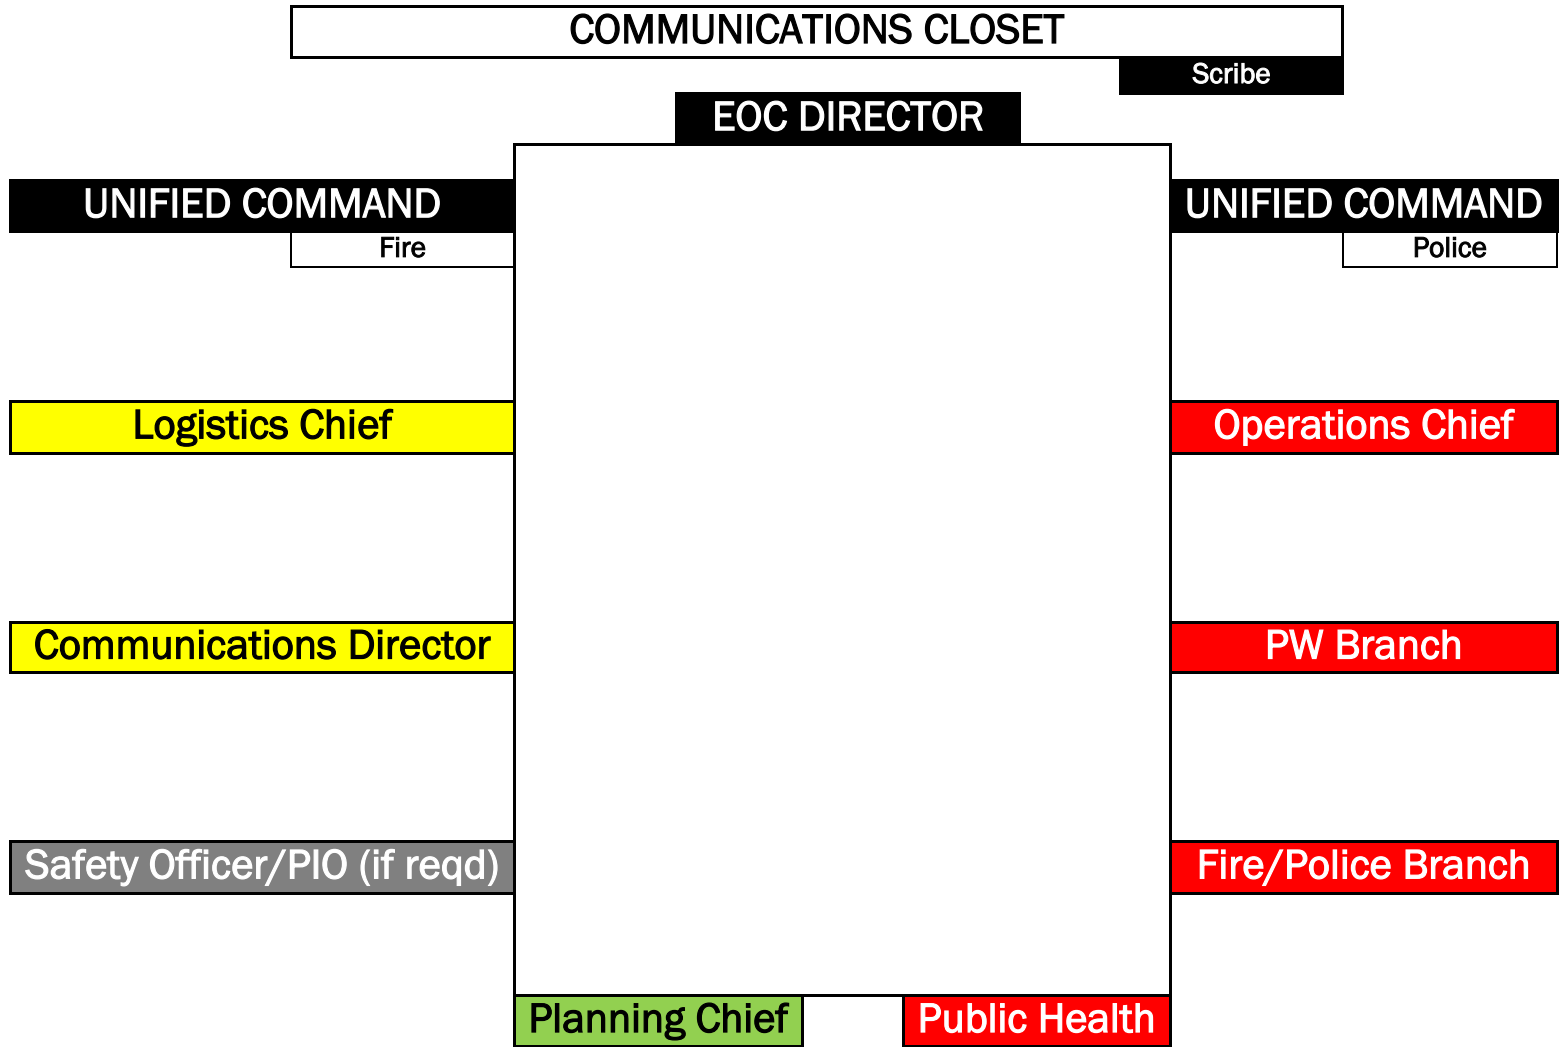 COMMUNICATIONS CLOSET
Scribe
EOC DIRECTOR
UNIFIED COMMAND
UNIFIED COMMAND
Fire
Police
Logistics Chief
Operations Chief
Communications Director
PW Branch
Safety Officer/PIO (if reqd)
Fire/Police Branch
Planning Chief
Public Health